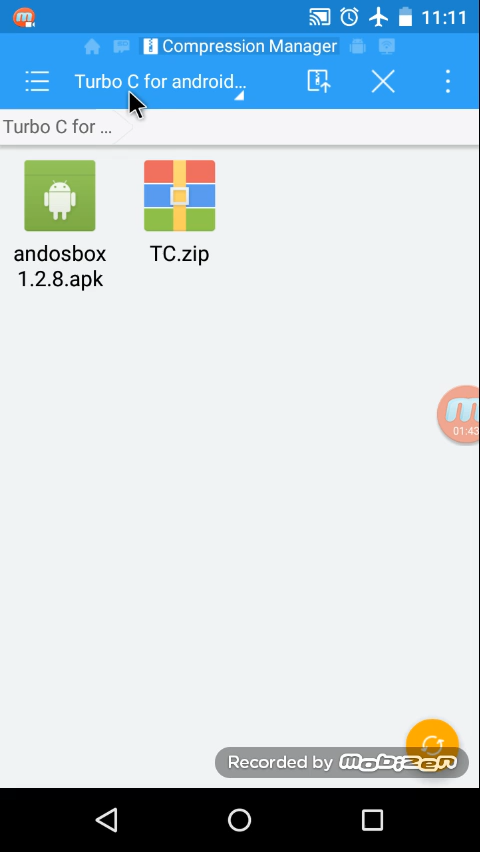 11:11
Compression Manager
Turbo C for android...
Turbo C for ...
andosbox
1.2.8.apk
TC.zip
01:43
Recorded by mobizen